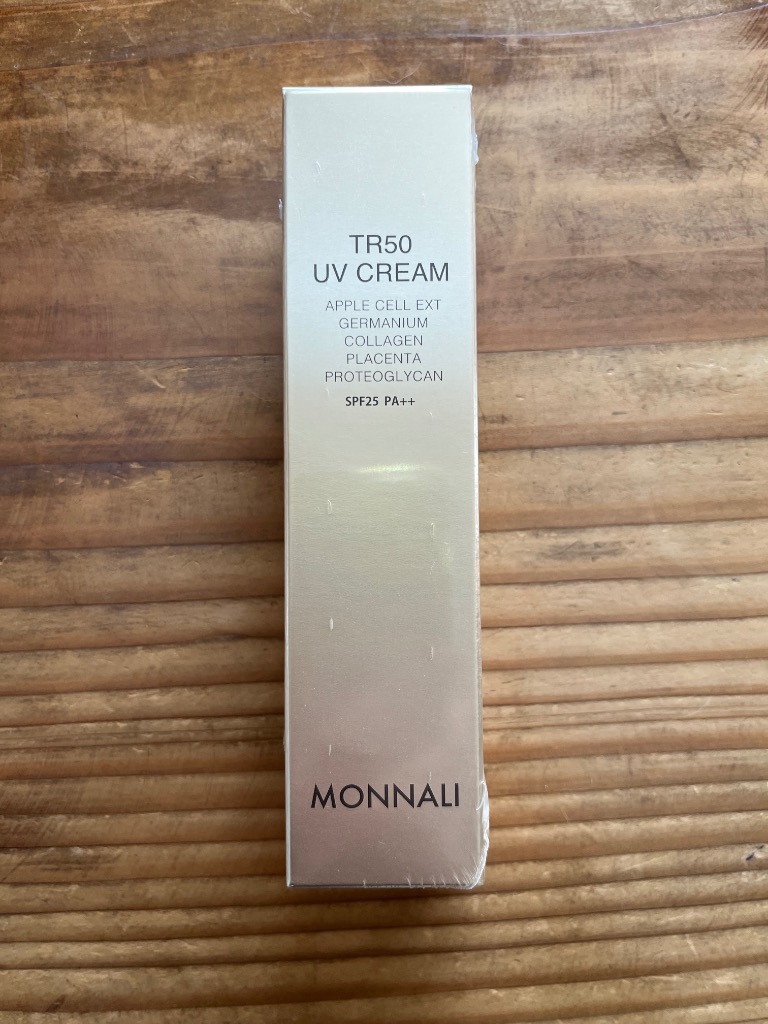 TR50
UV CREAM
APPLE CELL EXT
GERMANIUM
COLLAGEN
PLACENTA
PROTEOGLYCAN
SPF25 PA++
MONNALI